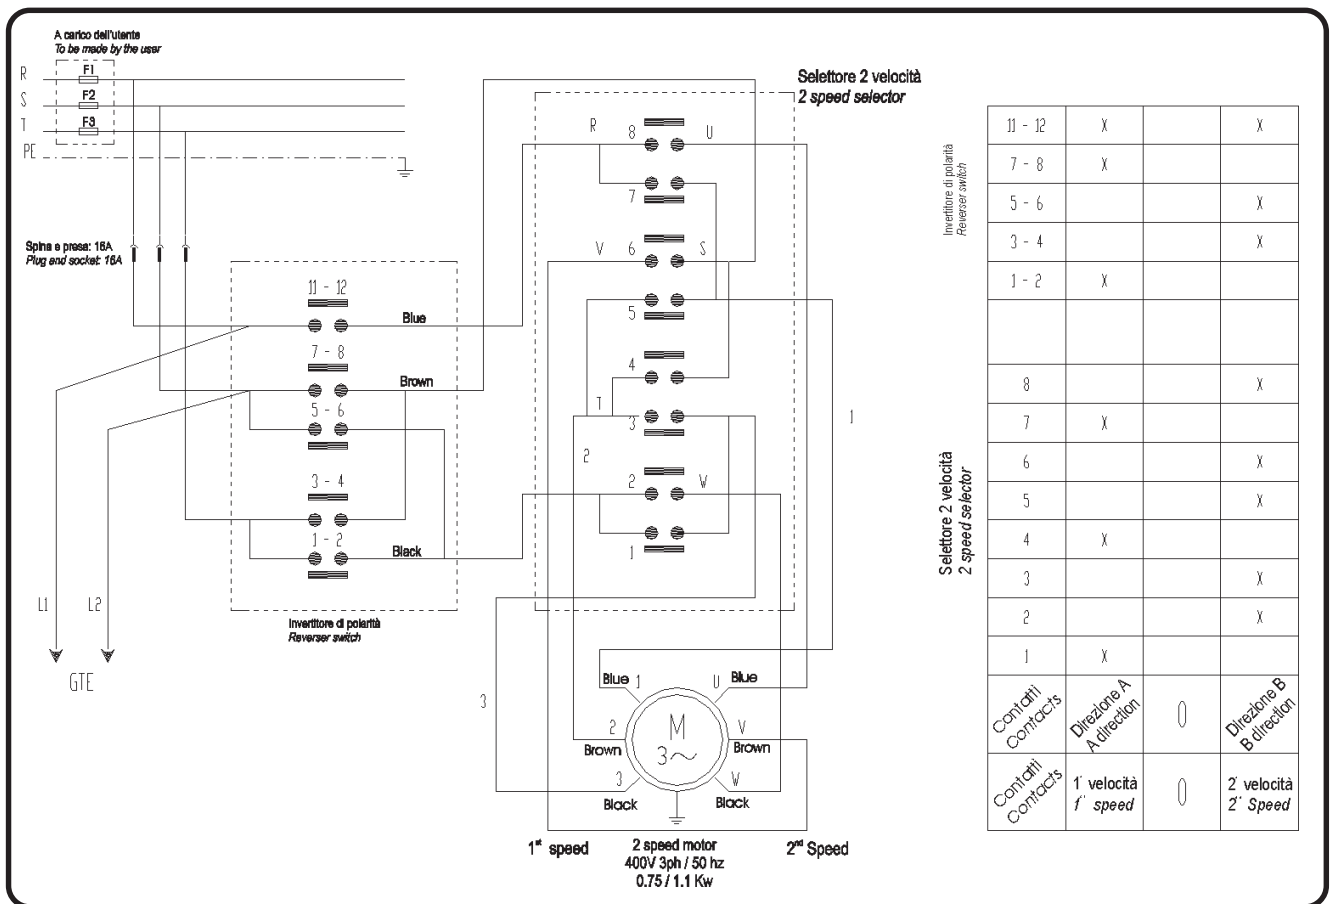 A carico dell'utente
To be made by the user
R
F1
S
F2
T
F3
PE
Spina e presa: 16A
Plug and socket: 16A
11 - 12
Blue
7 - 8
Brown
5 - 6
3 - 4
1 - 2
Black
Invertitore di polarità
Reverser switch
L1
L2
GTE
Selettore 2 velocità
2 speed selector
R
8
U
7
V
6
S
5
4
T
3
2
2
W
1
1
3
Blue 1
U Blue
2
Brown
M
3~
V
Brown
3
Black
W
Black
1st speed
2 speed motor
400V 3ph / 50 hz
0.75 / 1.1 Kw
2nd Speed
Invertitore di polarità
Reverser switch
11 - 12 X X
7 - 8 X
5 - 6 X
3 - 4 X
1 - 2 X
Selettore 2 velocità
2 speed selector
8 X
7 X
6 X
5 X
4 X
3 X
2 X
1 X
Contatti
Contacts
Direzione A
A direction
0
Direzione B
B direction
Contatti
Contacts
1' velocità
1'' speed
0
2' velocità
2'' Speed